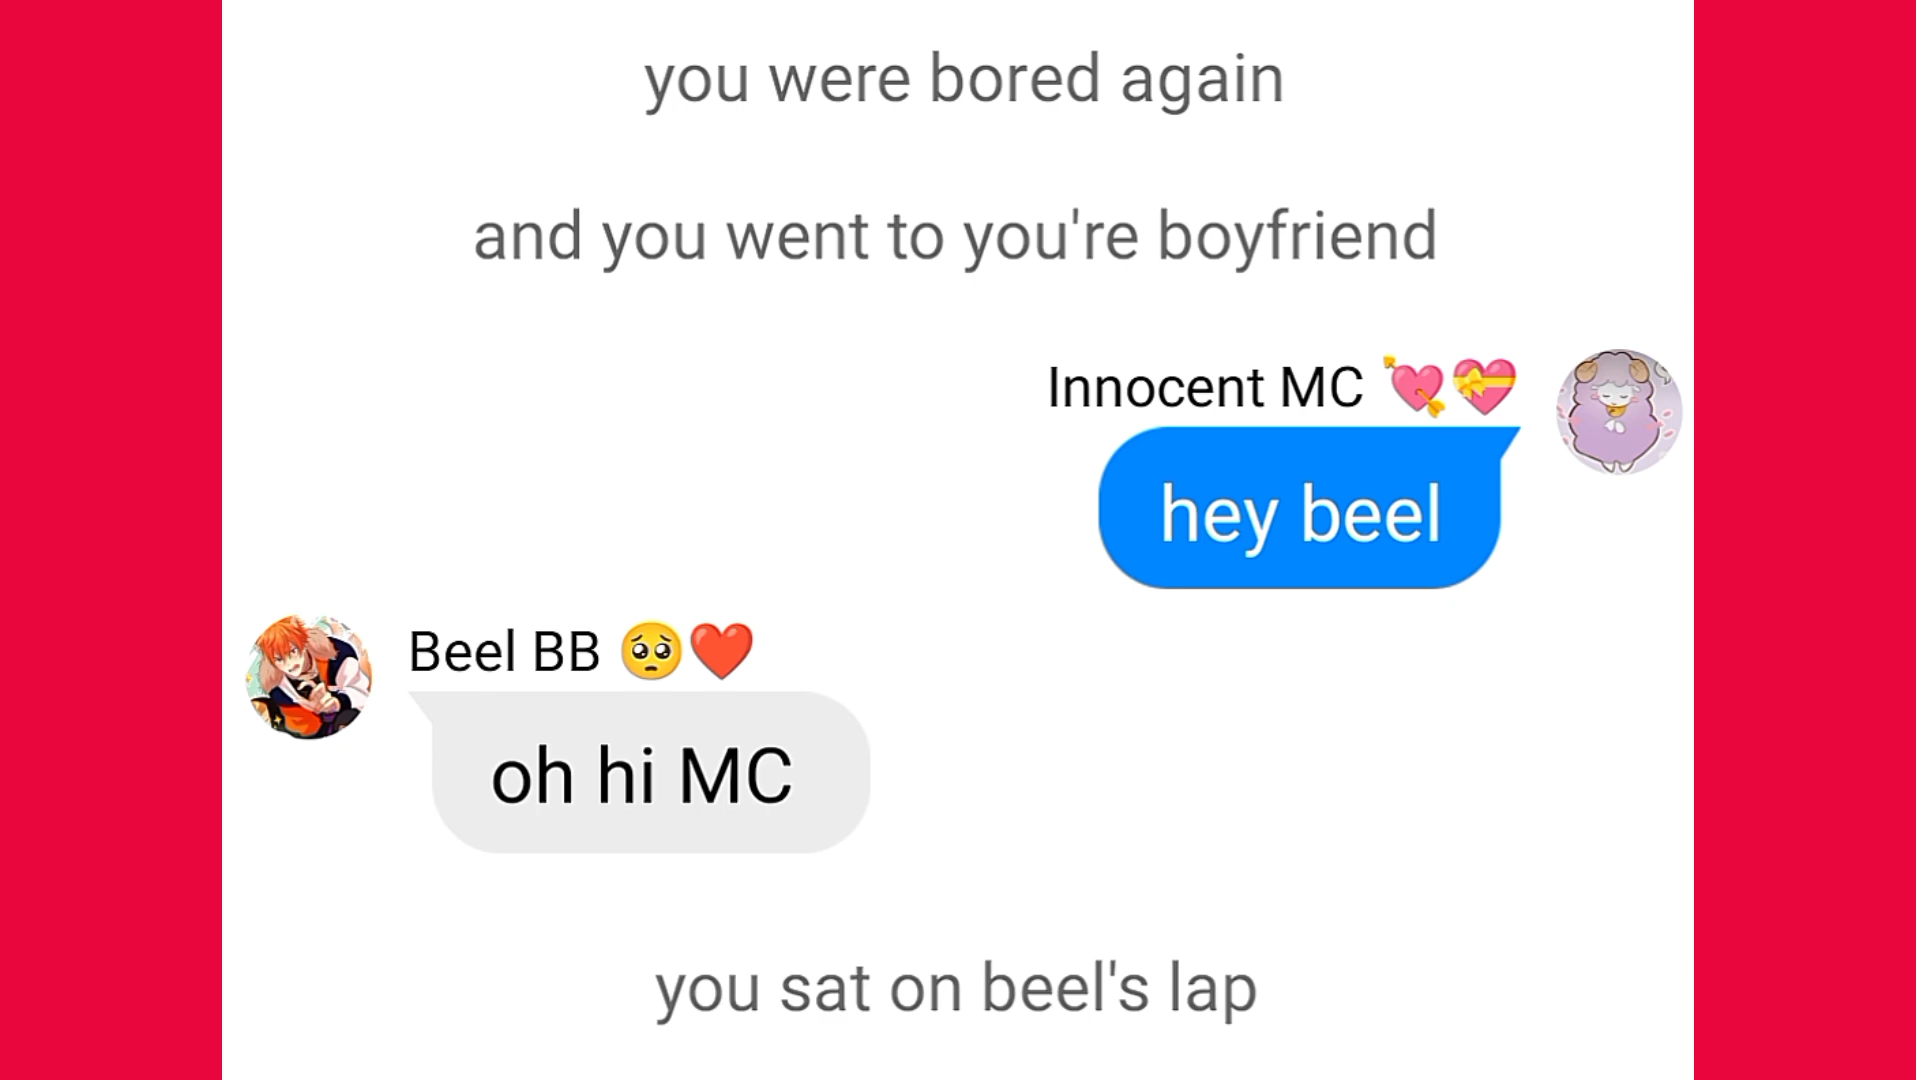 you were bored again
and you went to you're boyfriend
Innocent MC 💘💝
hey beel
Beel BB 🥺❤️
oh hi MC
you sat on beel's lap